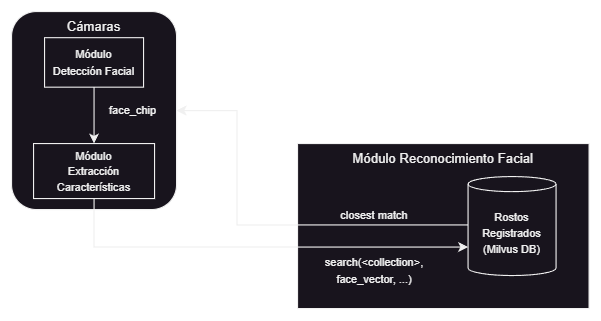 Cámaras
Módulo
Detección Facial
face_chip
Módulo
Extracción
Características
Módulo Reconocimiento Facial
closest match
Rostos
Registrados
(Milvus DB)
search(<collection>,
face_vector, ...)